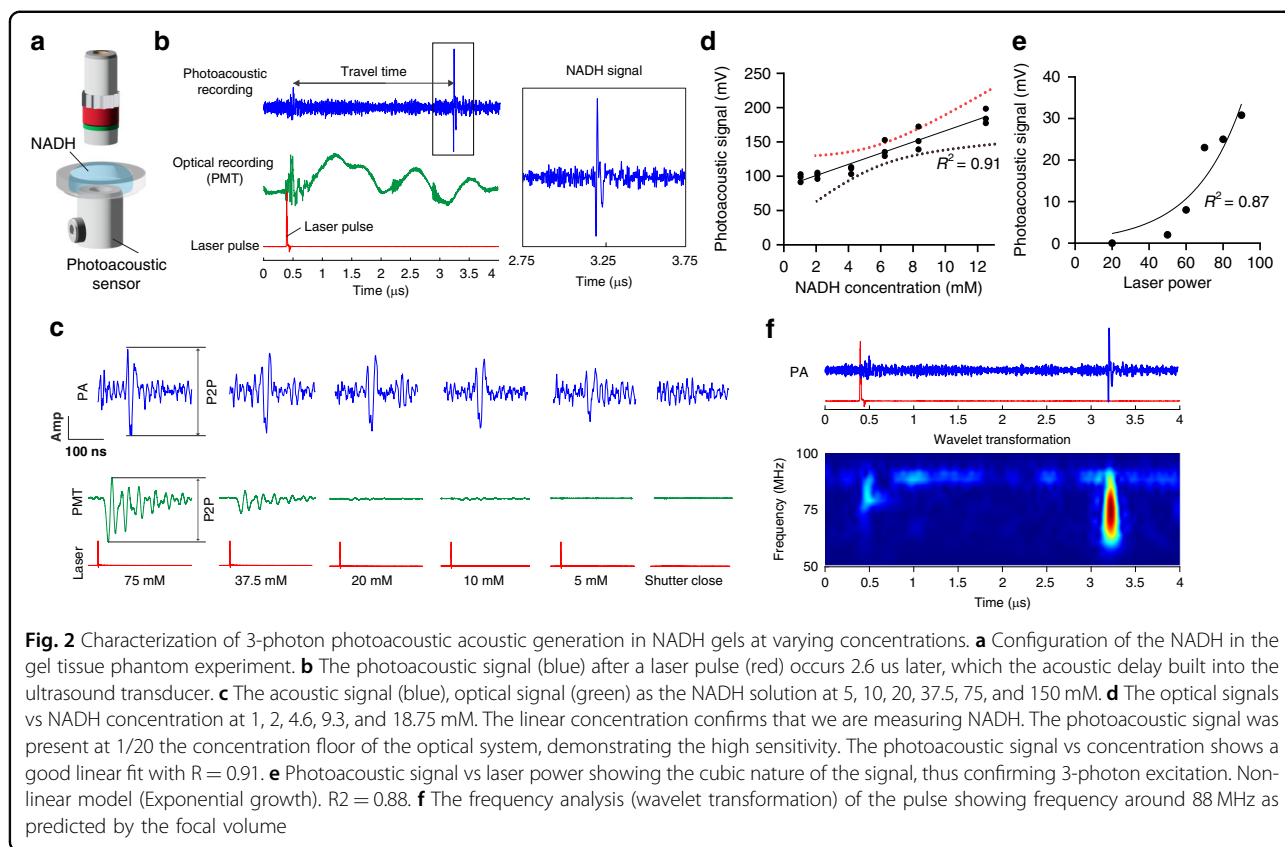 a
NADH
Photoacoustic
sensor
b
Photoacoustic
recording
Travel time
Optical recording
(PMT)
Laser pulse
Laser pulse
0 0.5 1 1.5 2 2.5 3 3.5 4
Time (μs)
NADH signal
2.75 3.25 3.75
Time (μs)
d
Photoacoustic signal (mV)
250
200
150
100
50
0
R² = 0.91
0 2 4 6 8 10 12
NADH concentration (mM)
e
Photoaccoustic signal (mV)
40
30
20
10
0
R² = 0.87
0 20 40 60 80 100
Laser power
c
PA
P2P
Amp
100 ns
PMT
P2P
Laser
75 mM 37.5 mM 20 mM 10 mM 5 mM Shutter close
f
PA
0 0.5 1 1.5 2 2.5 3 3.5 4
Wavelet transformation
Frequency (MHz)
100
75
50
0 0.5 1 1.5 2 2.5 3 3.5 4
Time (μs)
Fig. 2 Characterization of 3-photon photoacoustic acoustic generation in NADH gels at varying concentrations. a Configuration of the NADH in the
gel tissue phantom experiment. b The photoacoustic signal (blue) after a laser pulse (red) occurs 2.6 us later, which the acoustic delay built into the
ultrasound transducer. c The acoustic signal (blue), optical signal (green) as the NADH solution at 5, 10, 20, 37.5, 75, and 150 mM. d The optical signals
vs NADH concentration at 1, 2, 4.6, 9.3, and 18.75 mM. The linear concentration confirms that we are measuring NADH. The photoacoustic signal was
present at 1/20 the concentration floor of the optical system, demonstrating the high sensitivity. The photoacoustic signal vs concentration shows a
good linear fit with R = 0.91. e Photoacoustic signal vs laser power showing the cubic nature of the signal, thus confirming 3-photon excitation. Non-
linear model (Exponential growth). R2 = 0.88. f The frequency analysis (wavelet transformation) of the pulse showing frequency around 88 MHz as
predicted by the focal volume